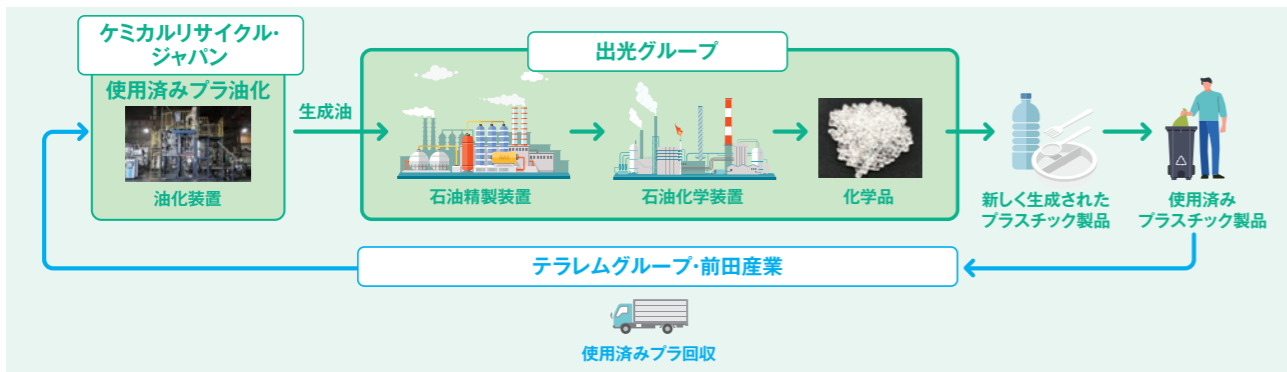 ケミカルリサイクル・
ジャパン
使用済みプラ油化
油化装置
生成油
出光グループ
石油精製装置
石油化学装置
化学品
新しく生成された
プラスチック製品
使用済み
プラスチック製品
テラレムグループ・前田産業
使用済みプラ回収